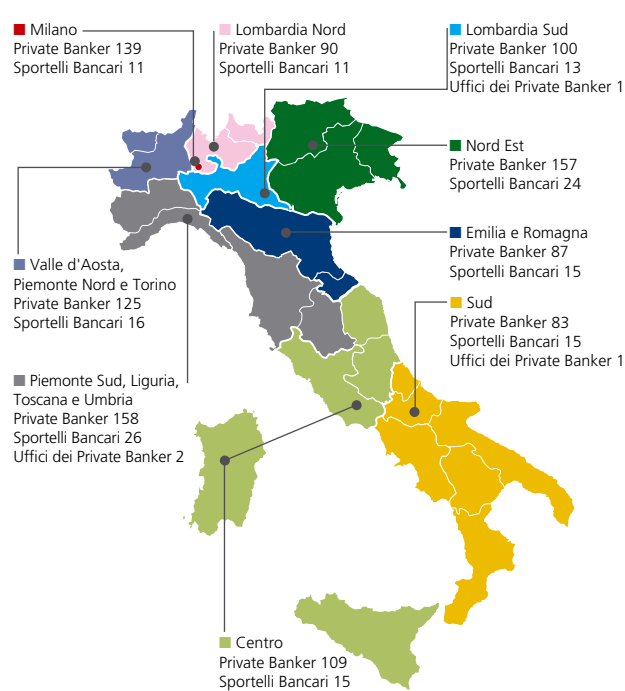 Milano
Private Banker 139
Sportelli Bancari 11
Lombardia Nord
Private Banker 90
Sportelli Bancari 11
Lombardia Sud
Private Banker 100
Sportelli Bancari 13
Uffici dei Private Banker 1
Nord Est
Private Banker 157
Sportelli Bancari 24
Emilia e Romagna
Private Banker 87
Sportelli Bancari 15
Valle d'Aosta,
Piemonte Nord e Torino
Private Banker 125
Sportelli Bancari 16
Sud
Private Banker 83
Sportelli Bancari 15
Uffici dei Private Banker 1
Piemonte Sud, Liguria,
Toscana e Umbria
Private Banker 158
Sportelli Bancari 26
Uffici dei Private Banker 2
Centro
Private Banker 109
Sportelli Bancari 15